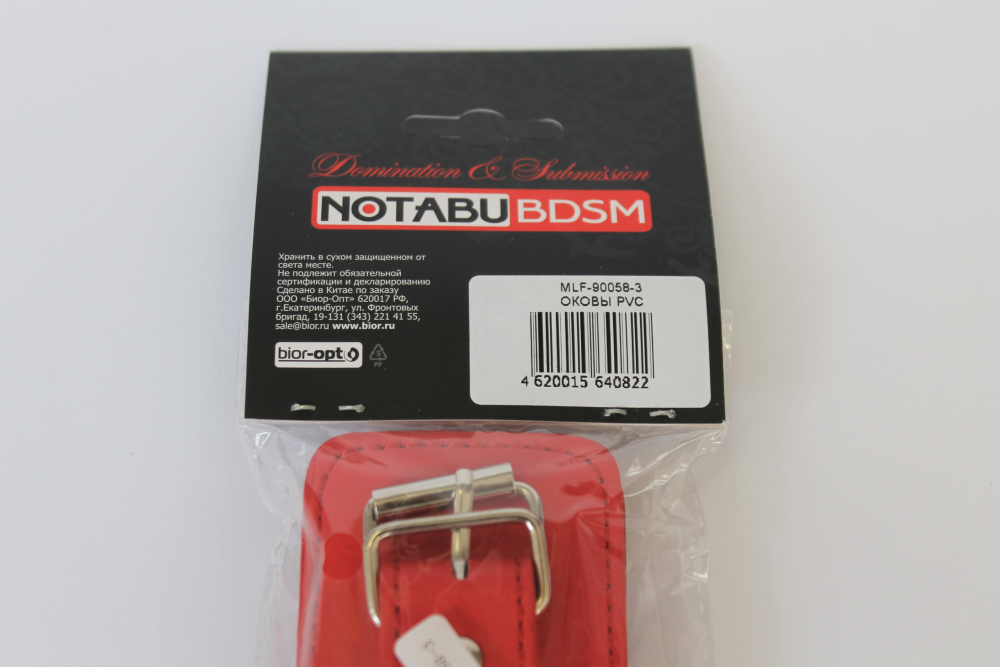 Domination & Submission
NOTABU BDSM
Хранить в сухом защищенном от
света месте.
Не подлежит обязательной
сертификации и декларированию
Сделано в Китае по заказу
ООО «Биор-Опт» 620017 РФ,
г.Екатеринбург, ул. Фронтовых
бригад, 19-131 (343) 221 41 55,
sale@bior.ru www.bior.ru
bior-opt
5
PP
MLF-90058-3
ОКОВЫ PVC
4 620015 640822